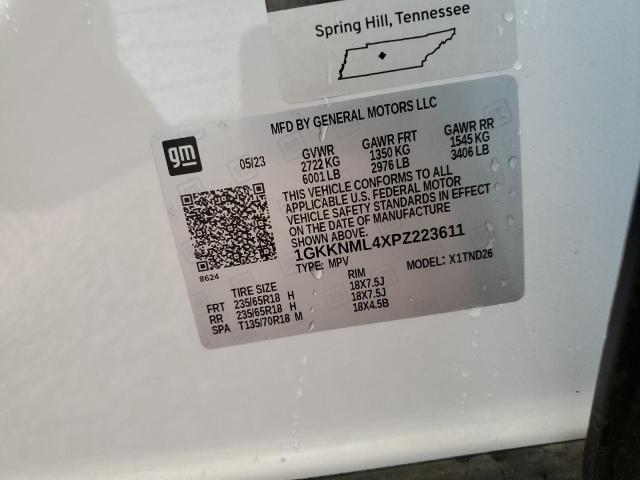 Spring Hill, Tennessee
MFD BY GENERAL MOTORS LLC
gm
05/23
GVWR GAWR FRT GAWR RR
2722 KG 1350 KG 1545 KG
6001 LB 2976 LB 3406 LB
THIS VEHICLE CONFORMS TO ALL
APPLICABLE U.S. FEDERAL MOTOR
VEHICLE SAFETY STANDARDS IN EFFECT
ON THE DATE OF MANUFACTURE
SHOWN ABOVE.
1GKKNML4XPZ223611
8624
TYPE: MPV MODEL: X1TND26
TIRE SIZE RIM
FRT 235/65R18 H 18X7.5J
RR 235/65R18 H 18X7.5J
SPA T135/70R18 M 18X4.5B